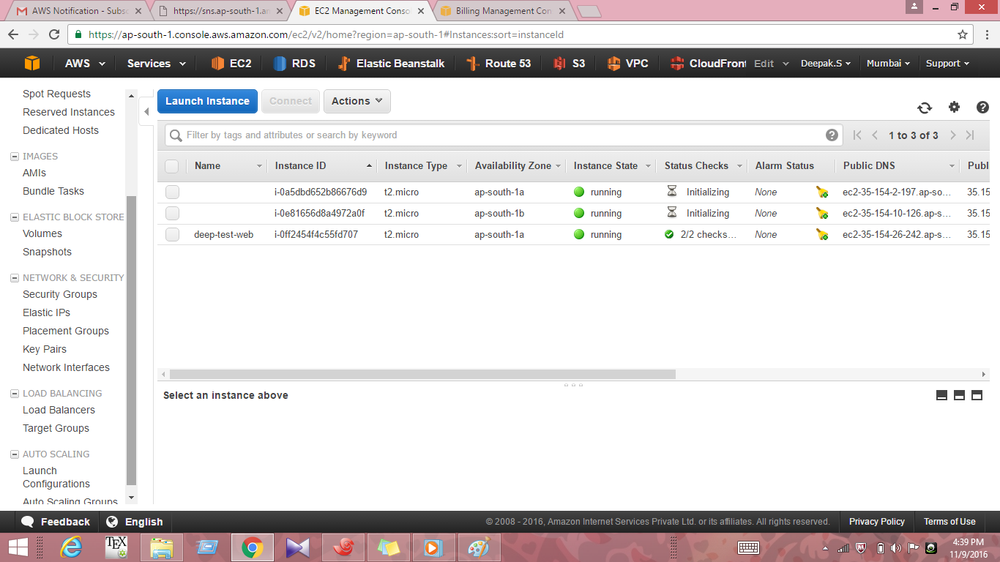 AWS Notification - Subsc
https://sns.ap-south-1.am
EC2 Management Conso
Billing Management Con
https://ap-south-1.console.aws.amazon.com/ec2/v2/home?region=ap-south-1#Instances:sort=instanceId
AWS Services EC2 RDS Elastic Beanstalk Route 53 S3 VPC CloudFront Edit Deepak.S Mumbai Support
Spot Requests
Reserved Instances
Dedicated Hosts
IMAGES
AMIs
Bundle Tasks
ELASTIC BLOCK STORE
Volumes
Snapshots
NETWORK & SECURITY
Security Groups
Elastic IPs
Placement Groups
Key Pairs
Network Interfaces
LOAD BALANCING
Load Balancers
Target Groups
AUTO SCALING
Launch
Configurations
Auto Scaling Groups
Launch Instance Connect Actions
Filter by tags and attributes or search by keyword 1 to 3 of 3
Name Instance ID Instance Type Availability Zone Instance State Status Checks Alarm Status Public DNS Publ
i-0a5dbd652b86676d9 t2.micro ap-south-1a running Initializing None ec2-35-154-2-197.ap-so... 35.15
i-0e81656d8a4972a0f t2.micro ap-south-1b running Initializing None ec2-35-154-10-126.ap-s... 35.15
deep-test-web i-0ff2454f4c55fd707 t2.micro ap-south-1a running 2/2 checks... None ec2-35-154-26-242.ap-s... 35.15
Select an instance above
Feedback English © 2008 - 2016, Amazon Internet Services Private Ltd. or its affiliates. All rights reserved. Privacy Policy Terms of Use
TEX
4:39 PM
11/9/2016